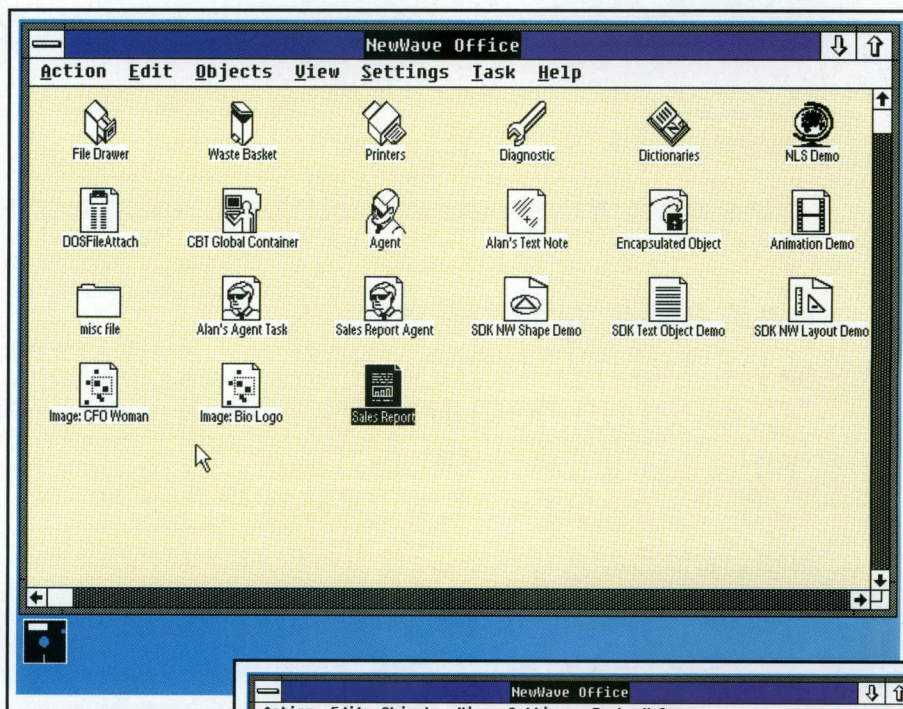 NewWave Office
Action Edit Objects View Settings Task Help
File Drawer Waste Basket Printers Diagnostic Dictionaries NLS Demo
DOSFileAttach CBT Global Container Agent Alan's Text Note Encapsulated Object Animation Demo
misc file Alan's Agent Task Sales Report Agent SDK NW Shape Demo SDK Text Object Demo SDK NW Layout Demo
Image: CFO Woman Image: Bio Logo Sales Report
NewWave Office